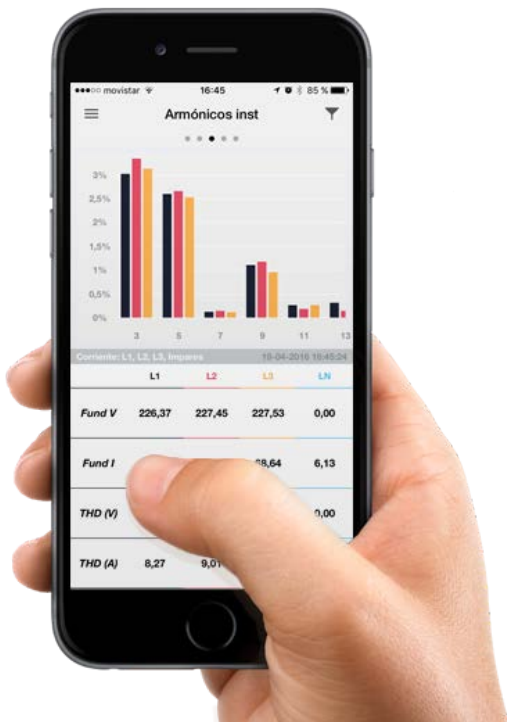 movistar 16:45 85 %
Armónicos inst
3%
2,5%
2%
1,5%
1%
0,5%
0%
3 5 7 9 11 13
Corriente: L1, L2, L3, Impares 19-04-2016 16:45:24
L1 L2 L3 LN
Fund V 226,37 227,45 227,53 0,00
Fund I 6,13
THD (V) 0,00
THD (A) 8,27